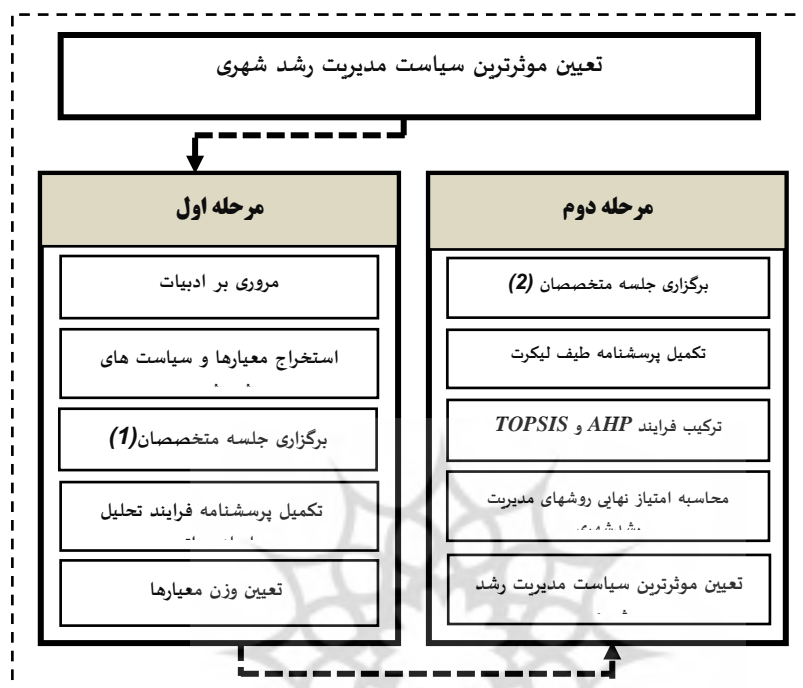 تعیین موثرترین سیاست مدیریت رشد شهری
مرحله اول
مروری بر ادبیات
استخراج معیارها و سیاست های
برگزاری جلسه متخصصان(1)
تکمیل پرسشنامه فرایند تحلیل
تعیین وزن معیارها
مرحله دوم
برگزاری جلسه متخصصان (2)
تکمیل پرسشنامه طیف لیکرت
ترکیب فرایند AHP و TOPSIS
محاسبه امتیاز نهایی روشهای مدیریت
رشدشهری
تعیین موثرترین سیاست مدیریت رشد